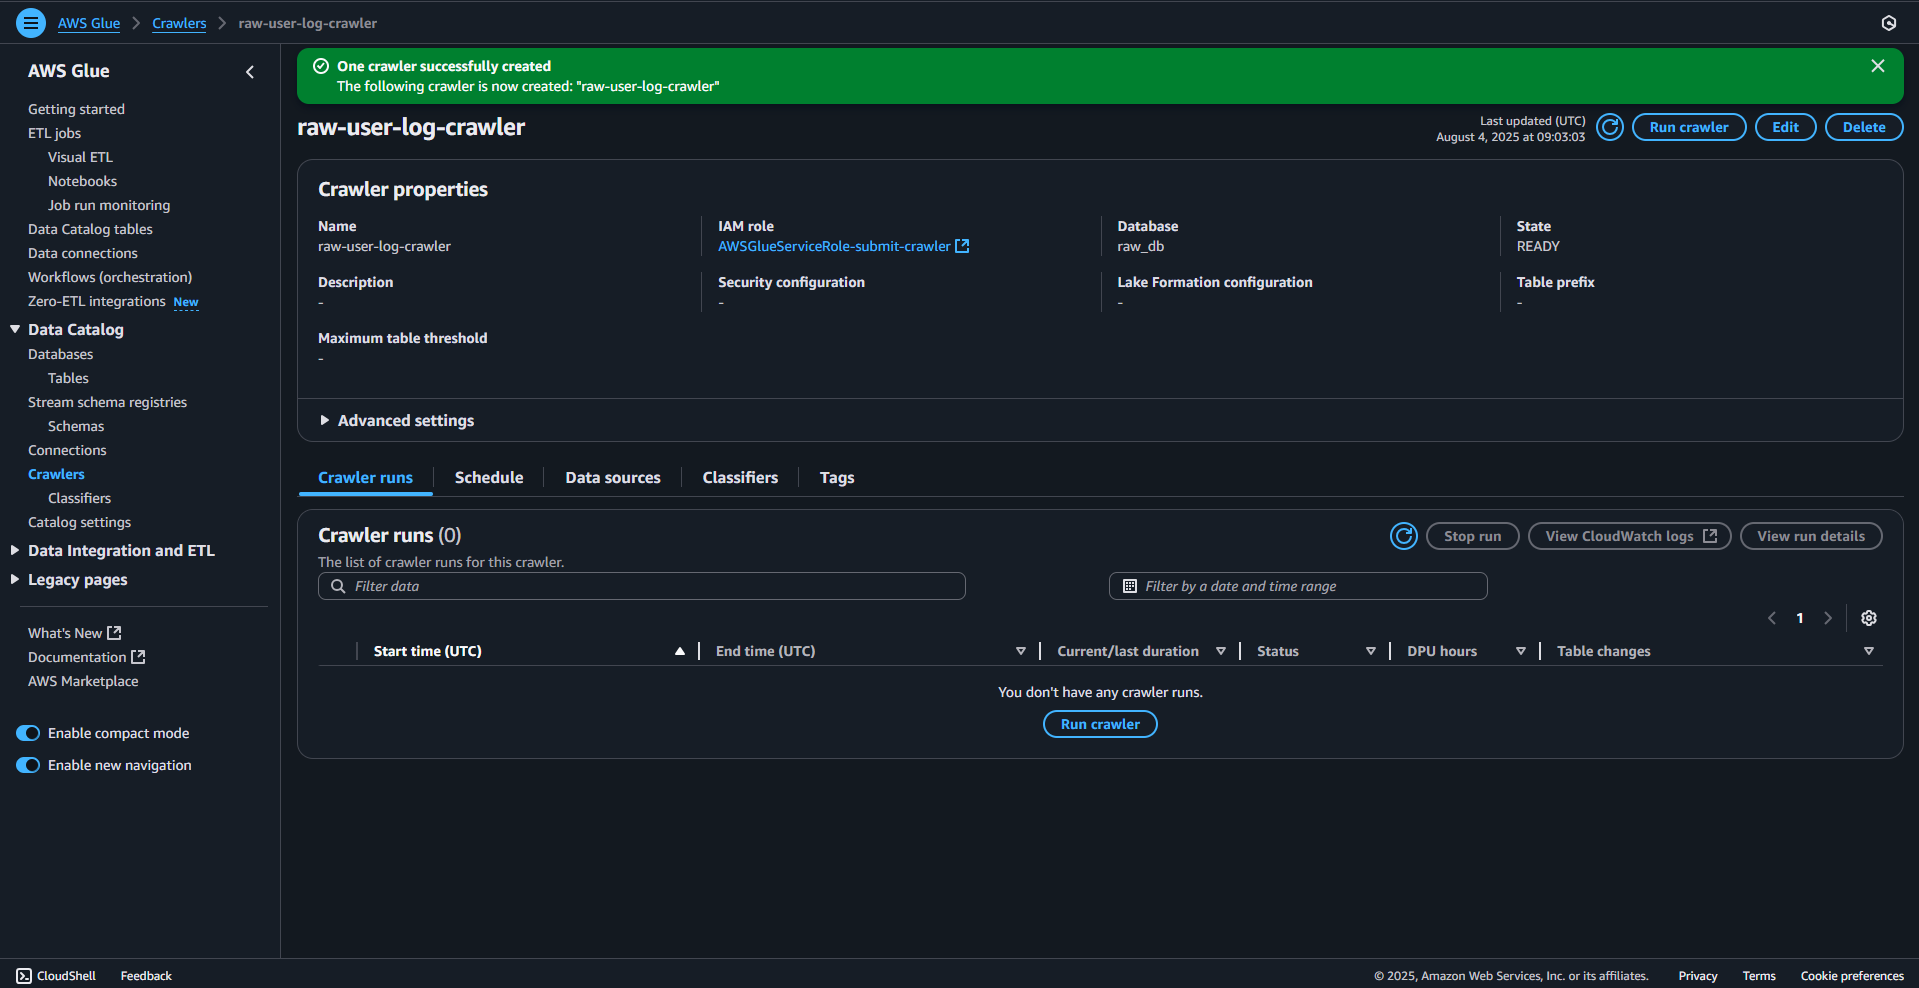 AWS Glue > Crawlers > raw-user-log-crawler
AWS Glue
Getting started
ETL jobs
Visual ETL
Notebooks
Job run monitoring
Data Catalog tables
Data connections
Workflows (orchestration)
Zero-ETL integrations New
Data Catalog
Databases
Tables
Stream schema registries
Schemas
Connections
Crawlers
Classifiers
Catalog settings
Data Integration and ETL
Legacy pages
What's New
Documentation
AWS Marketplace
Enable compact mode
Enable new navigation
One crawler successfully created
The following crawler is now created: "raw-user-log-crawler"
raw-user-log-crawler
Last updated (UTC)
August 4, 2025 at 09:03:03
Run crawler
Edit
Delete
Crawler properties
Name
raw-user-log-crawler
IAM role
AWSGlueServiceRole-submit-crawler
Database
raw_db
State
READY
Description
-
Security configuration
-
Lake Formation configuration
-
Table prefix
-
Maximum table threshold
-
Advanced settings
Crawler runs
Schedule
Data sources
Classifiers
Tags
Crawler runs (0)
The list of crawler runs for this crawler.
Stop run
View CloudWatch logs
View run details
Filter data
Filter by a date and time range
1
Start time (UTC)
End time (UTC)
Current/last duration
Status
DPU hours
Table changes
You don't have any crawler runs.
Run crawler
CloudShell
Feedback
© 2025, Amazon Web Services, Inc. or its affiliates.
Privacy
Terms
Cookie preferences